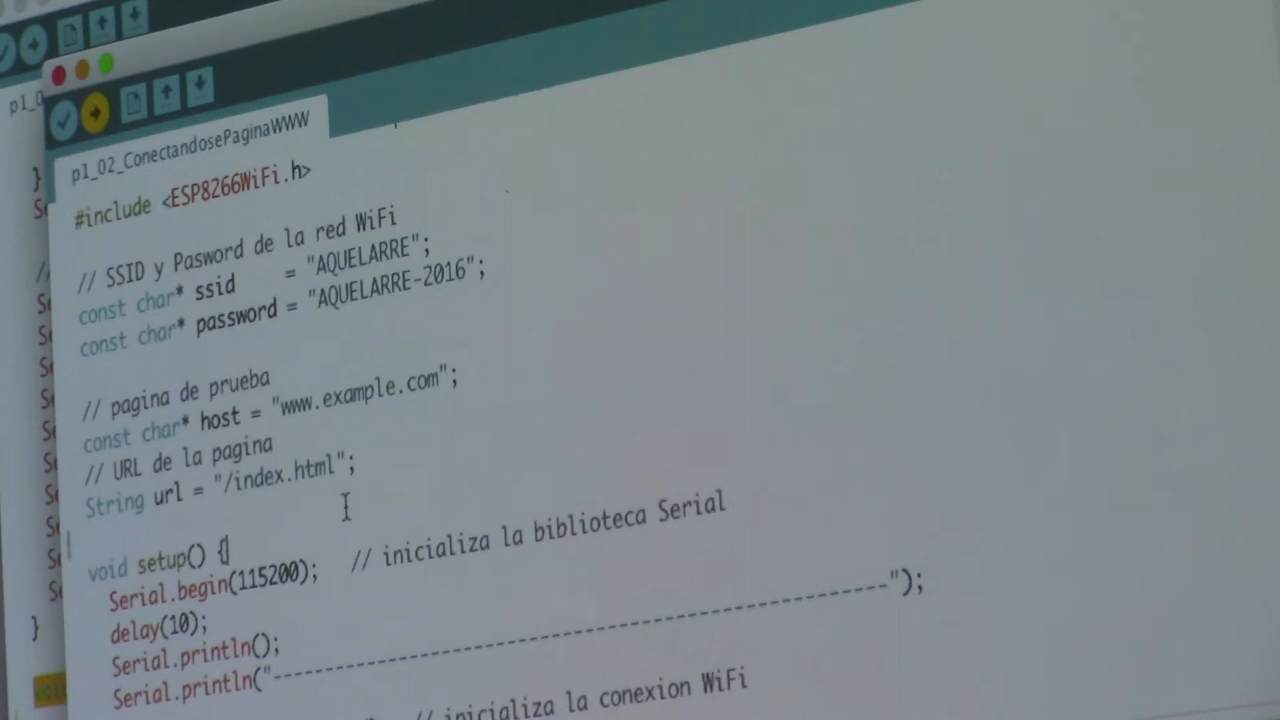 p1_02_ConectandosePaginaWWW
#include <ESP8266WiFi.h>
// SSID y Pasword de la red WiFi
const char* ssid     = "AQUELARRE";
const char* password = "AQUELARRE-2016";
// pagina de prueba
const char* host = "www.example.com";
// URL de la pagina
String url = "/index.html";
void setup() {
Serial.begin(115200);   // inicializa la biblioteca Serial
delay(10);
Serial.println();
Serial.println("------------------------------------------------------------");
// inicializa la conexion WiFi